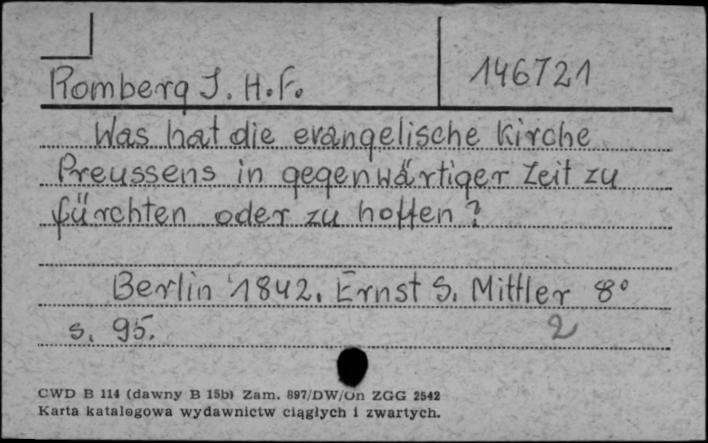 Romberg J. H. F.
146721
Was hat die evangelische Kirche
Preussens in gegenwärtiger Zeit zu
fürchten oder zu hoffen?
Berlin 1842. Ernst S. Mittler 8°
s. 95.
2
CWD B 114 (dawny B 15b) Zam. 897/DW/Un ZGG 2542
Karta katalogowa wydawnictw ciągłych i zwartych.